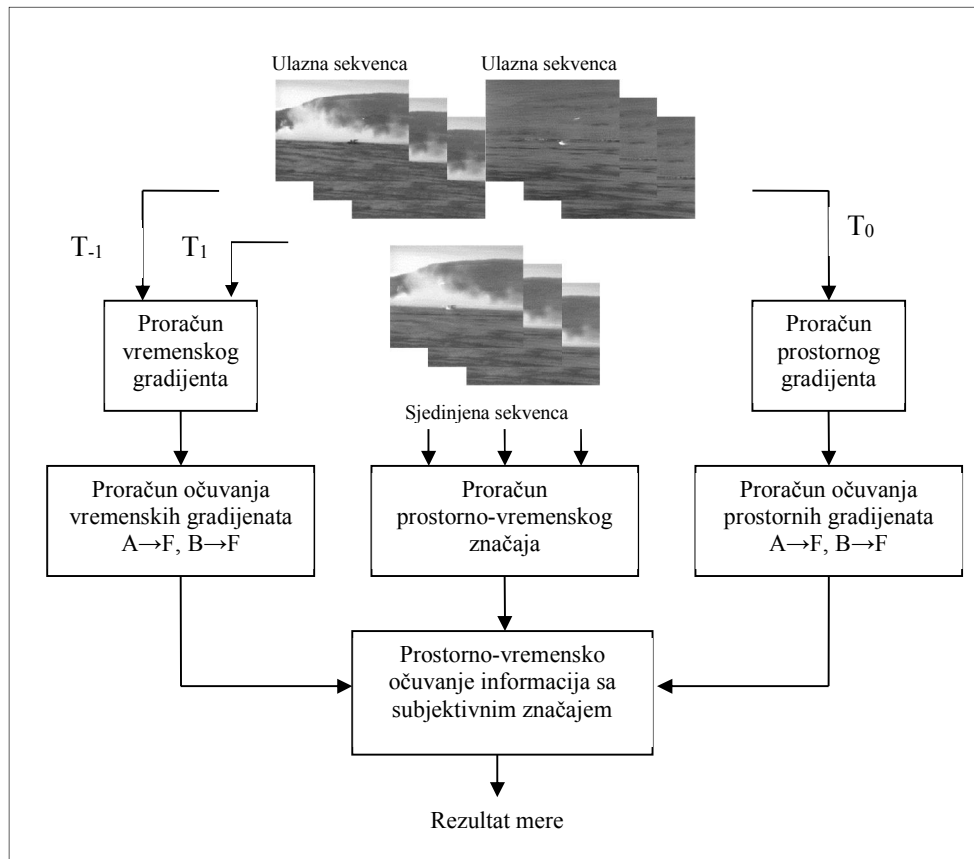 Ulazna sekvenca
Ulazna sekvenca
T-1
T1
T0
Proračun
vremenskog
gradijenta
Proračun
prostornog
gradijenta
Sjedinjena sekvenca
Proračun očuvanja
vremenskih gradijenata
A→F, B→F
Proračun
prostorno-vremenskog
značaja
Proračun očuvanja
prostornih gradijenata
A→F, B→F
Prostorno-vremensko
očuvanje informacija sa
subjektivnim značajem
Rezultat mere